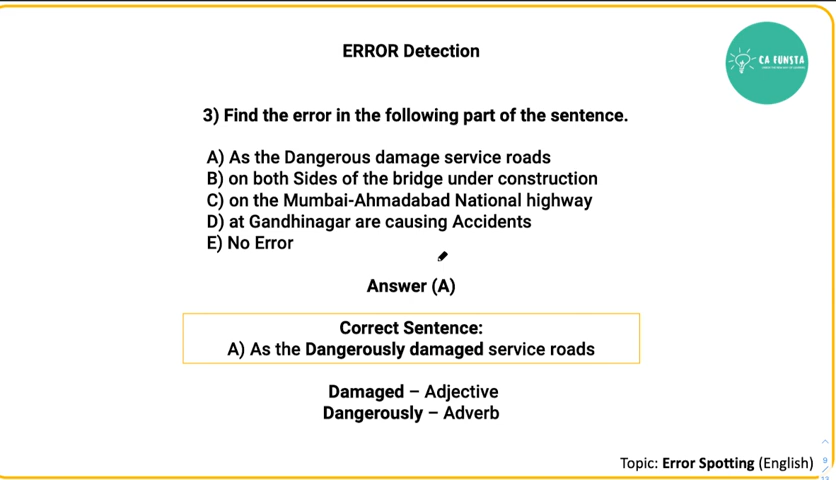 ERROR Detection
CA FUNSTA
3) Find the error in the following part of the sentence.
A) As the Dangerous damage service roads
B) on both Sides of the bridge under construction
C) on the Mumbai-Ahmadabad National highway
D) at Gandhinagar are causing Accidents
E) No Error
Answer (A)
Correct Sentence:
A) As the Dangerously damaged service roads
Damaged – Adjective
Dangerously – Adverb
Topic: Error Spotting (English)
9
/
13